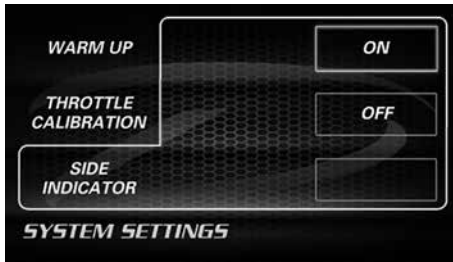 WARM UP
ON
THROTTLE
CALIBRATION
OFF
SIDE
INDICATOR
SYSTEM SETTINGS